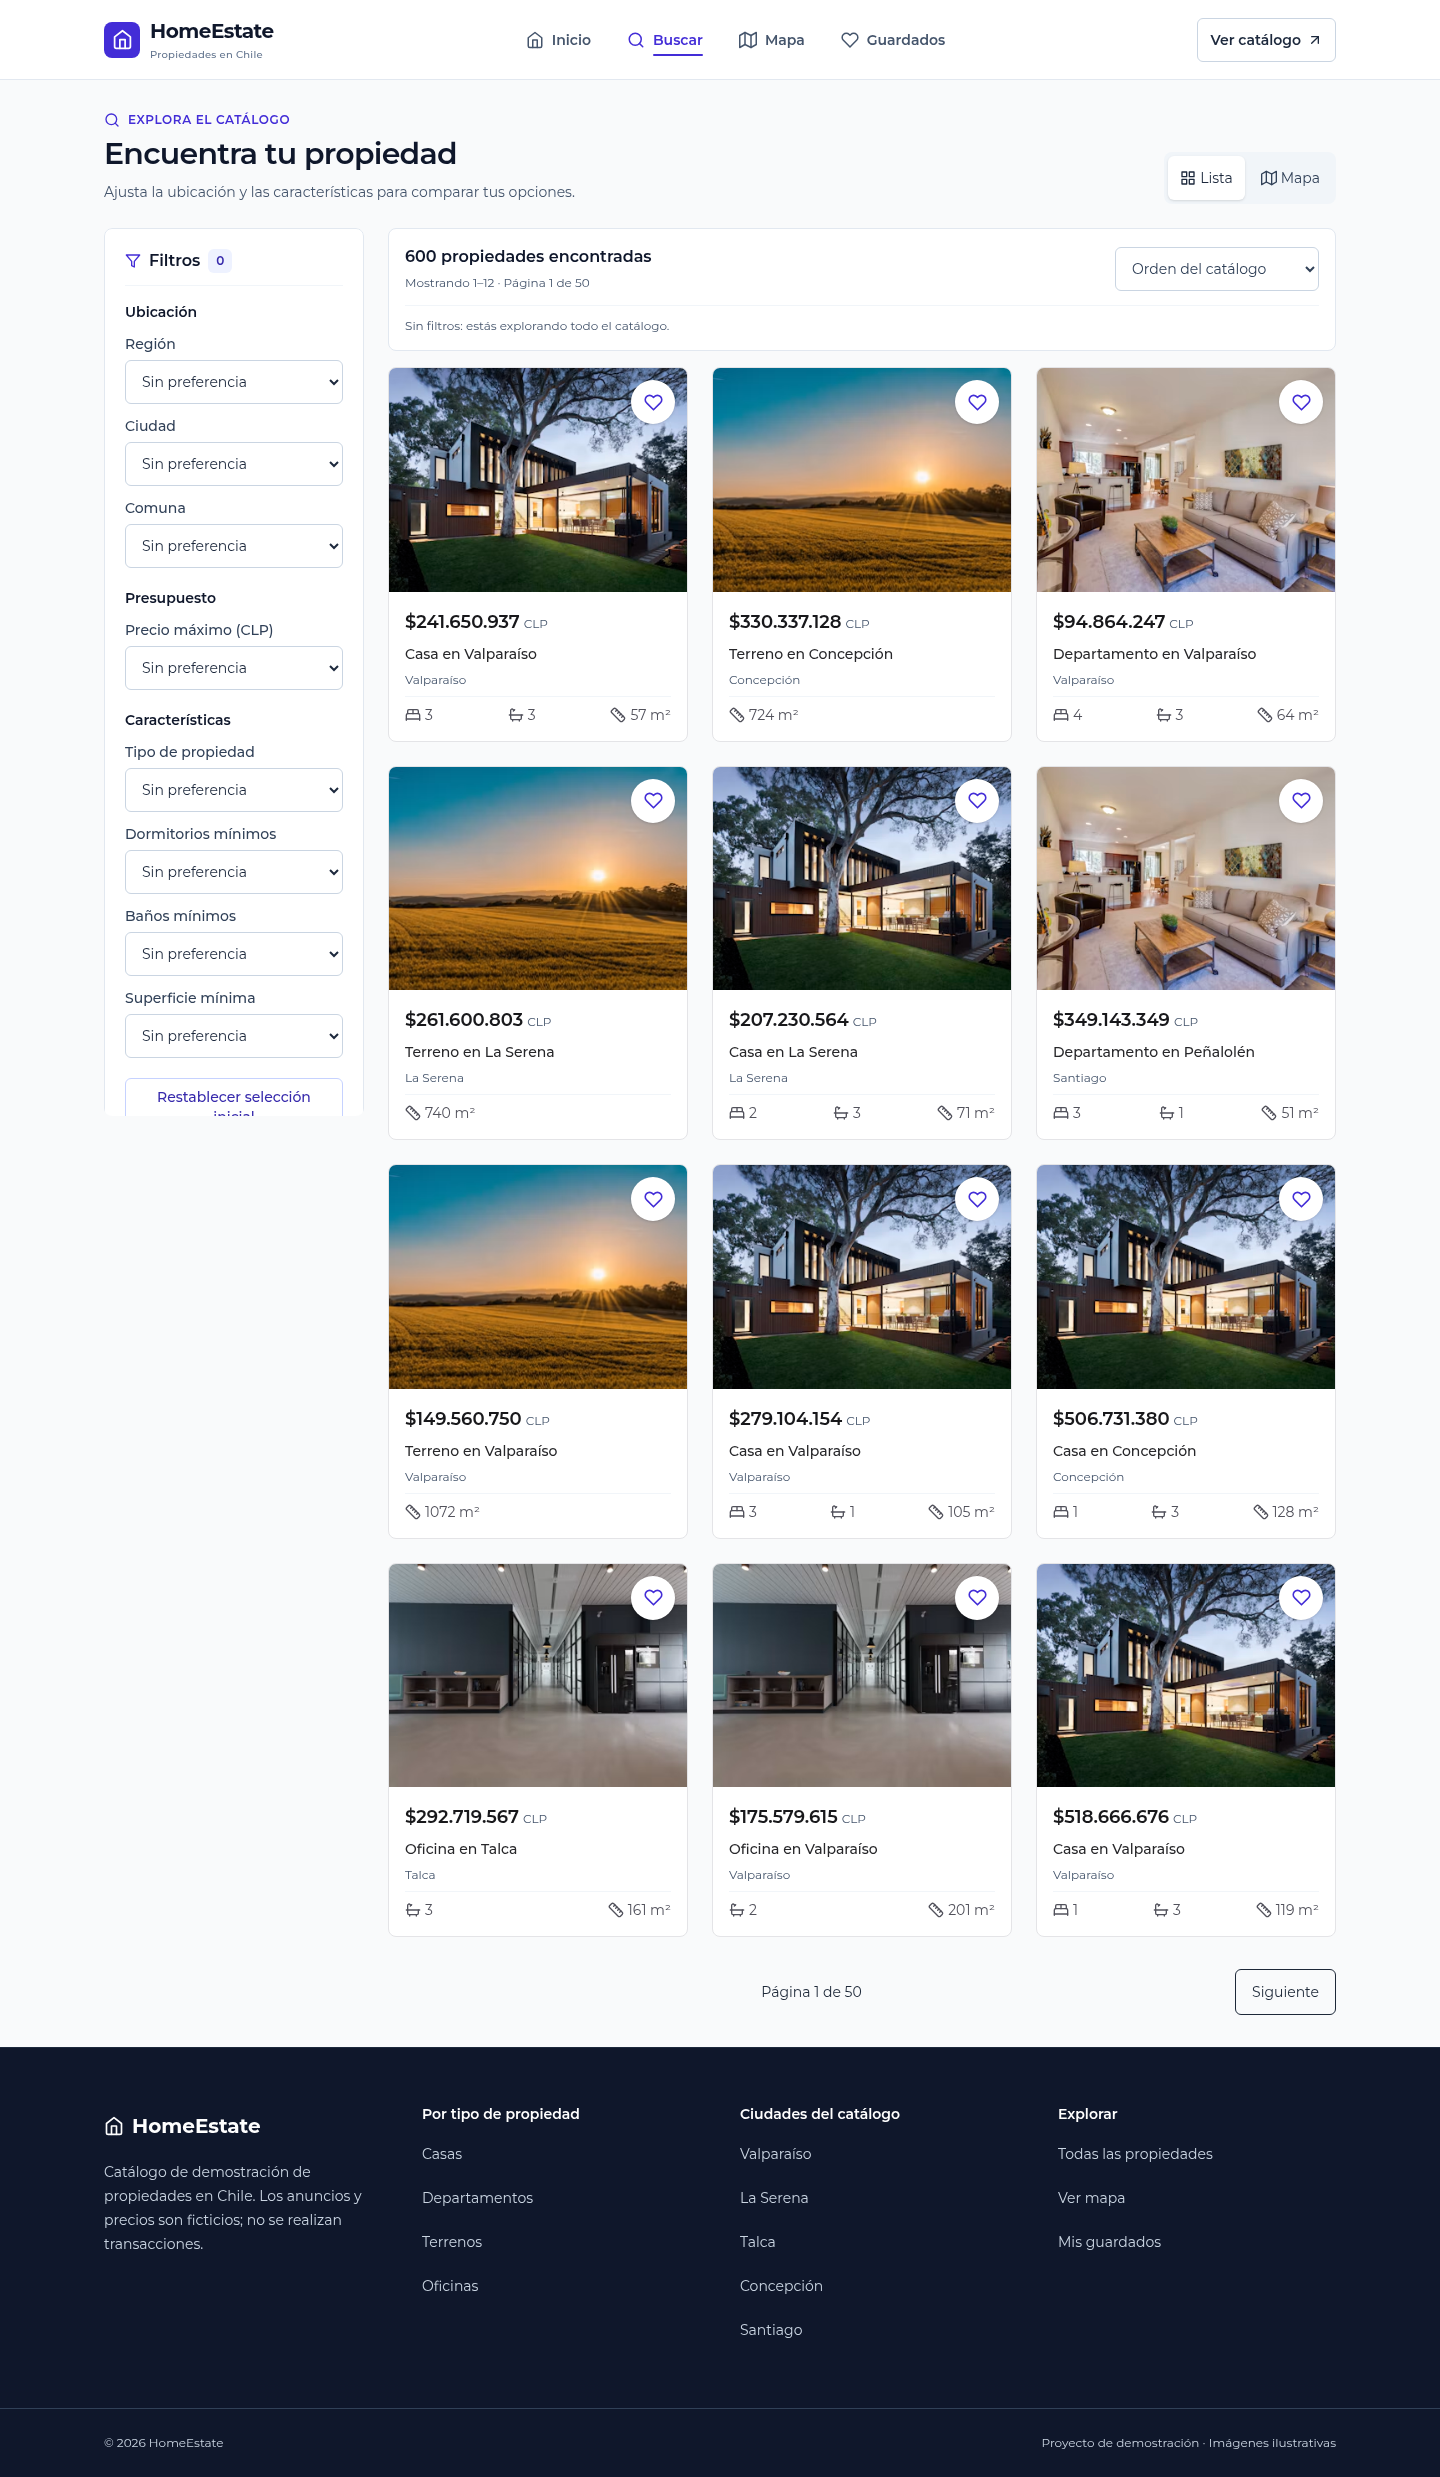 HomeEstate
Propiedades en Chile
Inicio
Buscar
Mapa
Guardados
Ver catálogo
EXPLORA EL CATÁLOGO
Encuentra tu propiedad
Ajusta la ubicación y las características para comparar tus opciones.
Lista
Mapa
Filtros 0
Ubicación
Región
Sin preferencia
Ciudad
Sin preferencia
Comuna
Sin preferencia
Presupuesto
Precio máximo (CLP)
Sin preferencia
Características
Tipo de propiedad
Sin preferencia
Dormitorios mínimos
Sin preferencia
Baños mínimos
Sin preferencia
Superficie mínima
Sin preferencia
Restablecer selección
inicial
600 propiedades encontradas
Mostrando 1–12 · Página 1 de 50
Orden del catálogo
Sin filtros: estás explorando todo el catálogo.
$241.650.937 CLP
Casa en Valparaíso
Valparaíso
3 3 57 m²
$330.337.128 CLP
Terreno en Concepción
Concepción
724 m²
$94.864.247 CLP
Departamento en Valparaíso
Valparaíso
4 3 64 m²
$261.600.803 CLP
Terreno en La Serena
La Serena
740 m²
$207.230.564 CLP
Casa en La Serena
La Serena
2 3 71 m²
$349.143.349 CLP
Departamento en Peñalolén
Santiago
3 1 51 m²
$149.560.750 CLP
Terreno en Valparaíso
Valparaíso
1072 m²
$279.104.154 CLP
Casa en Valparaíso
Valparaíso
3 1 105 m²
$506.731.380 CLP
Casa en Concepción
Concepción
1 3 128 m²
$292.719.567 CLP
Oficina en Talca
Talca
3 161 m²
$175.579.615 CLP
Oficina en Valparaíso
Valparaíso
2 201 m²
$518.666.676 CLP
Casa en Valparaíso
Valparaíso
1 3 119 m²
Página 1 de 50
Siguiente
HomeEstate
Catálogo de demostración de
propiedades en Chile. Los anuncios y
precios son ficticios; no se realizan
transacciones.
Por tipo de propiedad
Casas
Departamentos
Terrenos
Oficinas
Ciudades del catálogo
Valparaíso
La Serena
Talca
Concepción
Santiago
Explorar
Todas las propiedades
Ver mapa
Mis guardados
© 2026 HomeEstate
Proyecto de demostración · Imágenes ilustrativas